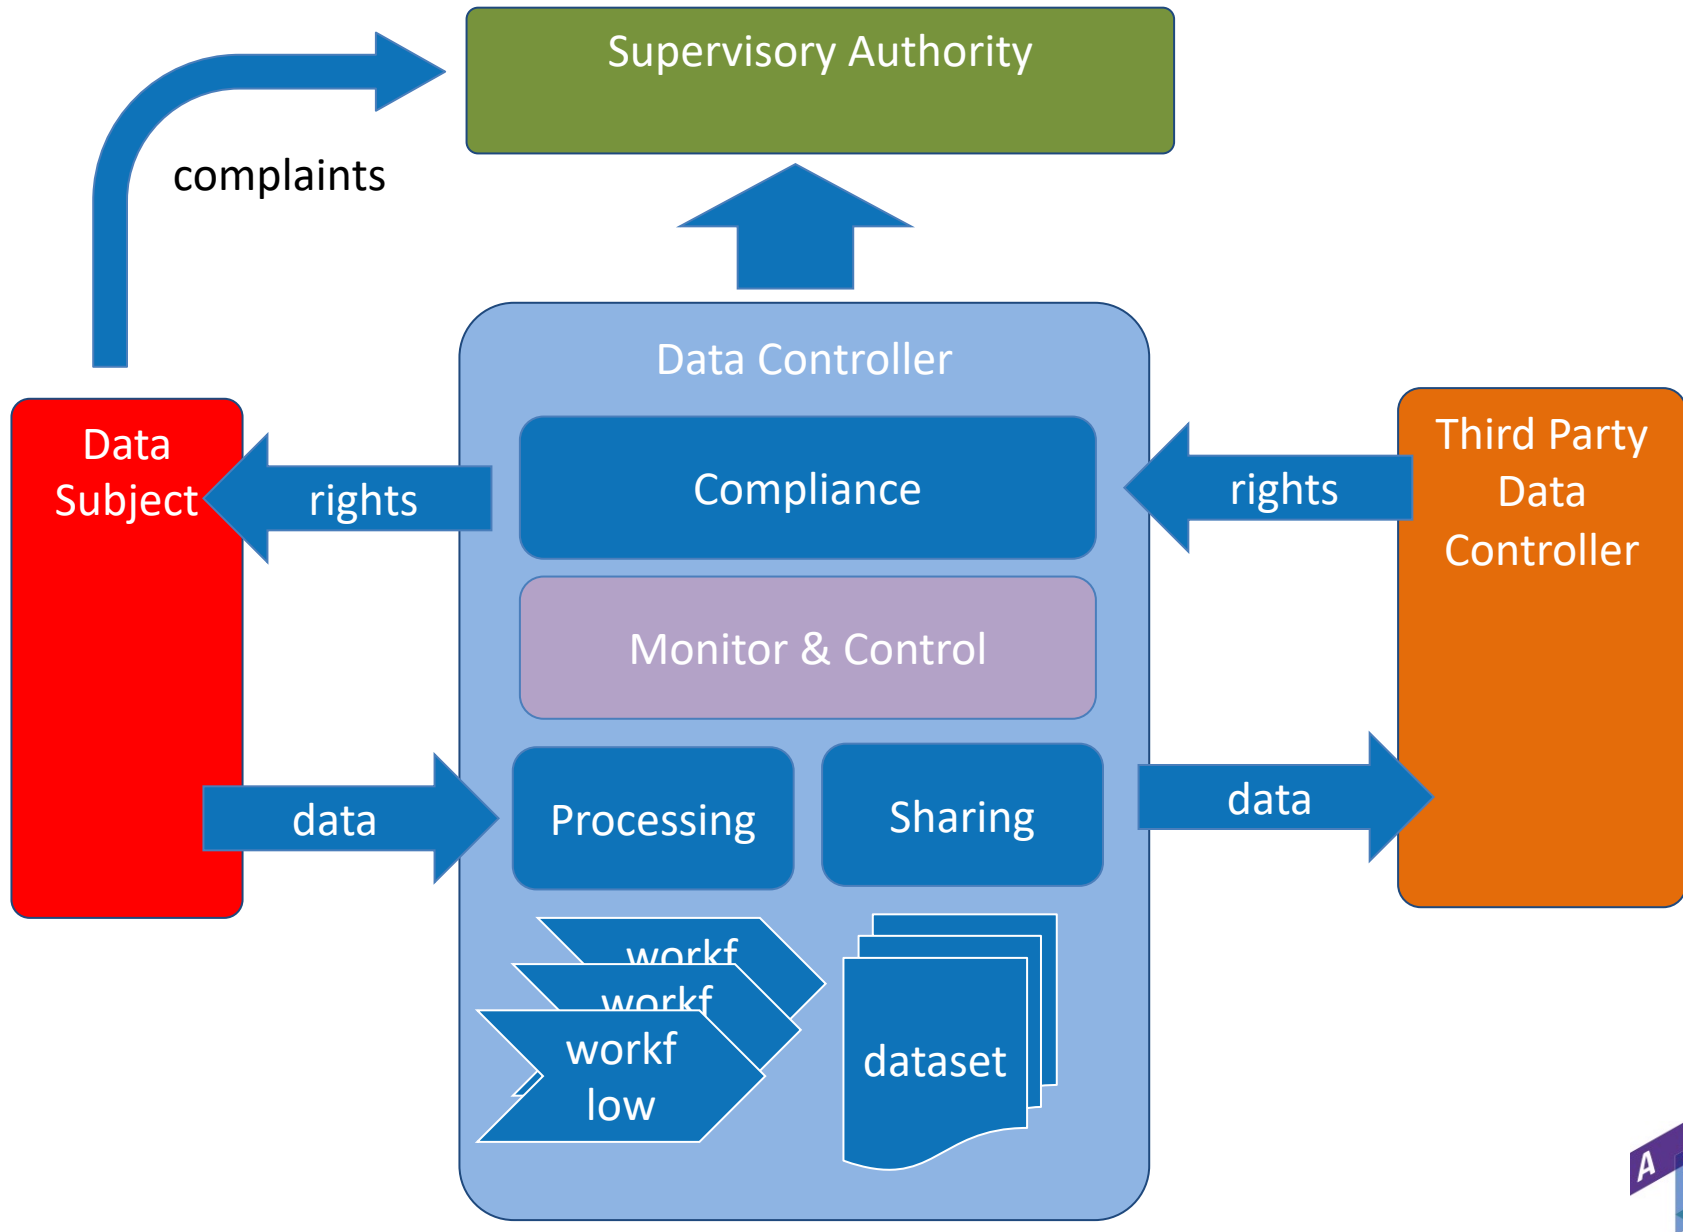 Supervisory Authority
complaints
Data Controller
Data
Subject
rights
Compliance
rights
Third Party
Data
Controller
Monitor & Control
data
Processing
Sharing
data
workf
workf
workf
low
dataset
A